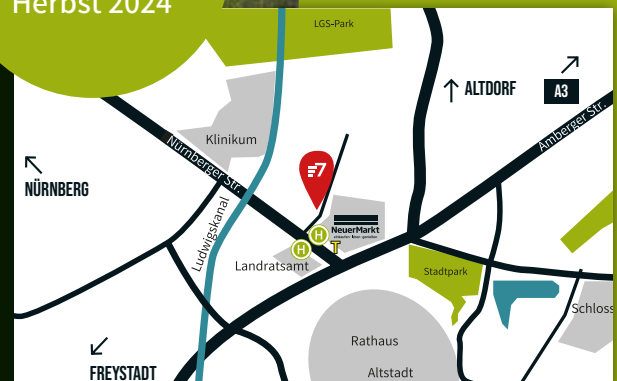 Herbst 2024
LGS-Park
ALTDORF
A3
Amberger Str.
Klinikum
Nürnberger Str.
NÜRNBERG
Ludwigskanal
F7
NeuerMarkt
H
H
T
Landratsamt
Stadtpark
Schloss
Rathaus
FREYSTADT
Altstadt